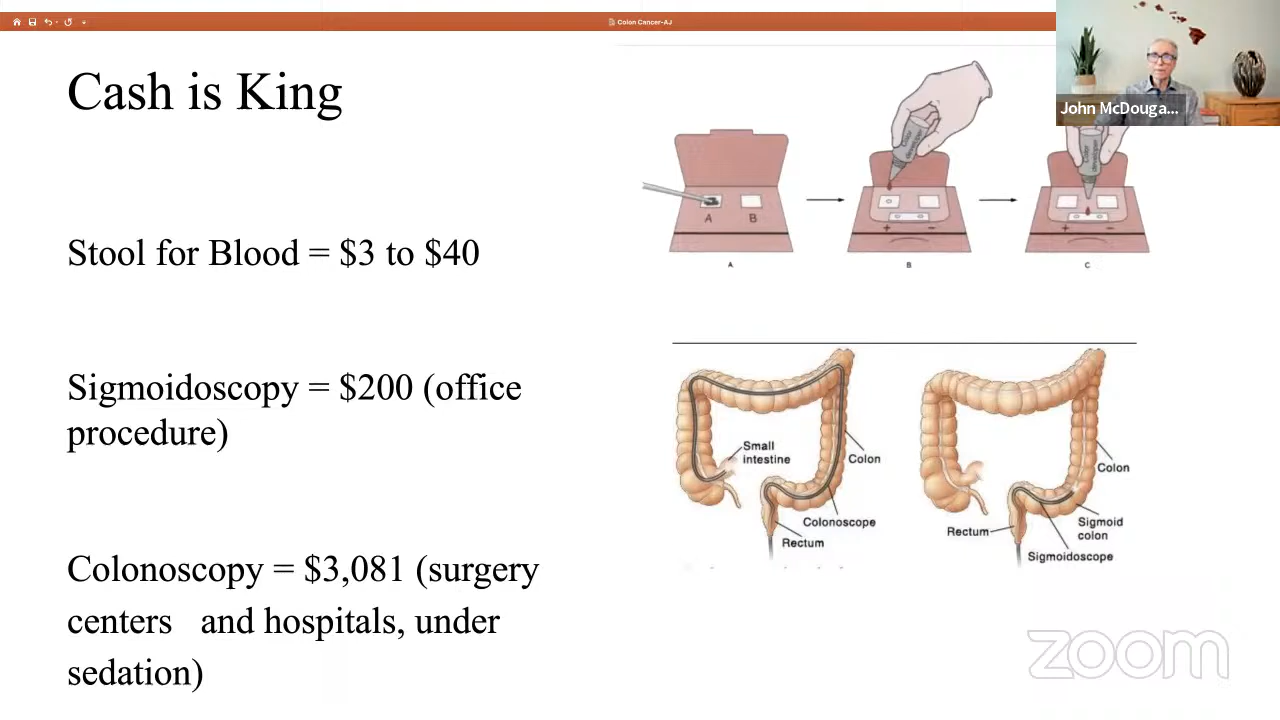 Colon Cancer-AJ
Cash is King
John McDouga...
Stool for Blood = $3 to $40
A
B
+
−
+
−
A
B
C
Sigmoidoscopy = $200 (office
procedure)
Small
intestine
Colon
Colonoscope
Rectum
Colon
Sigmoid
colon
Rectum
Sigmoidoscope
Colonoscopy = $3,081 (surgery
centers   and hospitals, under
sedation)
zoom